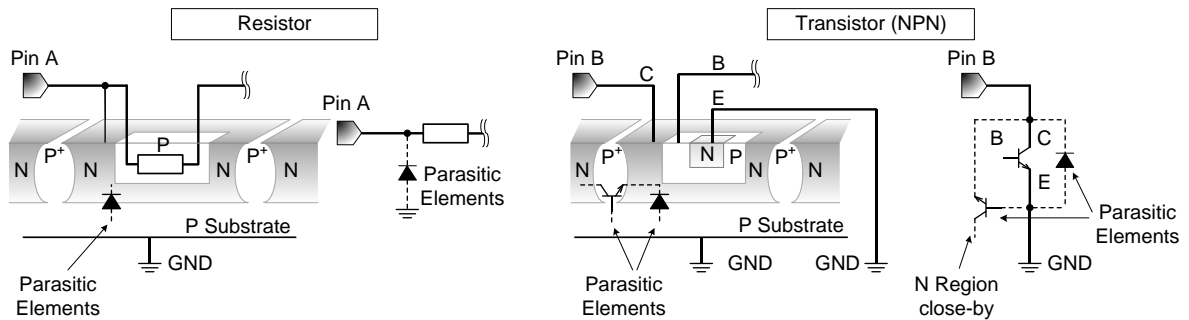 Resistor
Transistor (NPN)
Pin A
Pin B
C
B
E
Pin B
Pin A
N
P+
N
P
N
P+
N
Parasitic
Elements
P Substrate
GND
Parasitic
Elements
N
P+
N
N
P
N
P+
N
P Substrate
GND
GND
Parasitic
Elements
B
C
E
Parasitic
Elements
GND
N Region
close-by